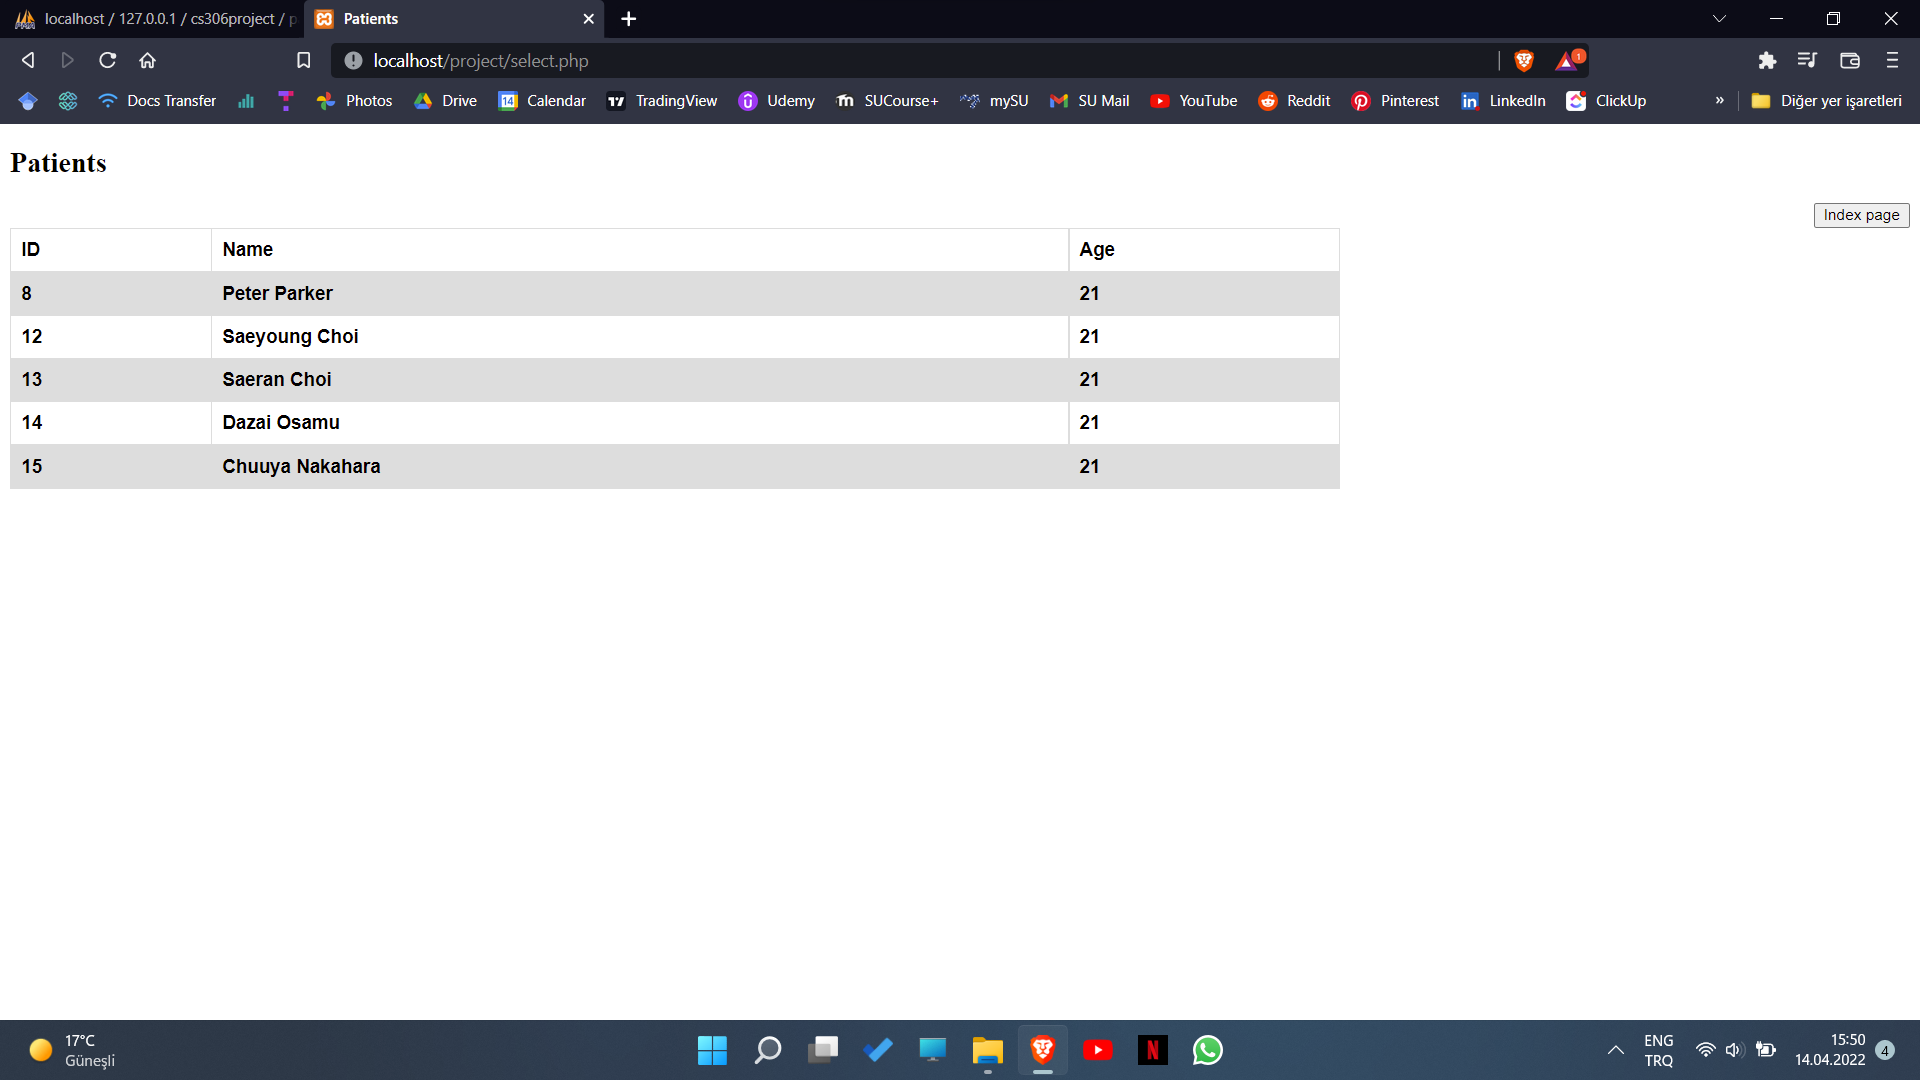 localhost / 127.0.0.1 / cs306project / p
Patients
localhost/project/select.php
1
Docs Transfer
Photos
Drive
14
Calendar
TradingView
Udemy
SUCourse+
mySU
SU Mail
YouTube
Reddit
Pinterest
LinkedIn
ClickUp
»
Diğer yer işaretleri
Patients
Index page
ID Name Age
8 Peter Parker 21
12 Saeyoung Choi 21
13 Saeran Choi 21
14 Dazai Osamu 21
15 Chuuya Nakahara 21
17°C
Güneşli
ENG
TRQ
15:50
14.04.2022
4